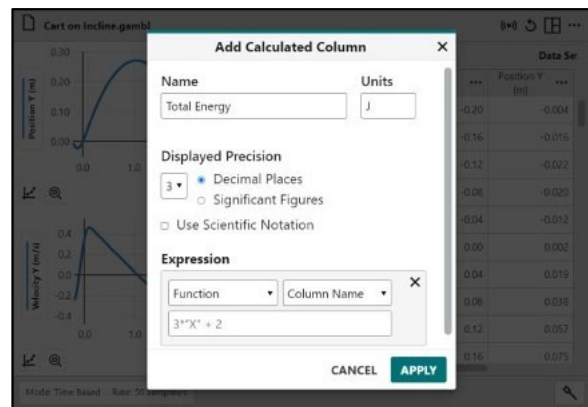 Cart on Incline.gambl
Add Calculated Column
Name
Units
Total Energy
J
Displayed Precision
3
Decimal Places
Significant Figures
Use Scientific Notation
Expression
Function
Column Name
3*"X" + 2
CANCEL
APPLY
Position Y (m)
0.30
0.20
0.10
0.00
0.0
1.0
Velocity Y (m/s)
0.4
0.2
0.0
-0.2
-0.4
0.0
1.0
Mode: Time Based
Data Se
Position Y
(m)
-0.20
-0.004
-0.16
-0.016
-0.12
-0.022
-0.08
-0.020
-0.04
-0.012
0.00
0.002
0.04
0.019
0.08
0.038
0.12
0.057
0.16
0.075